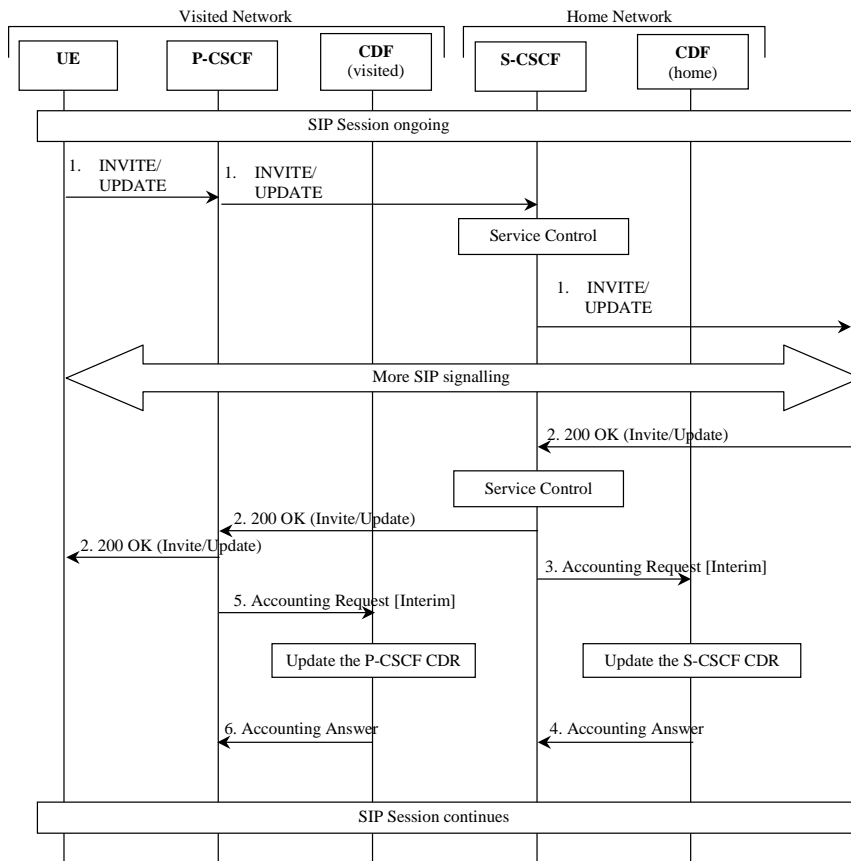 Visited Network
Home Network
UE
P-CSCF
CDF
(visited)
S-CSCF
CDF
(home)
SIP Session ongoing
1. INVITE/
UPDATE
1. INVITE/
UPDATE
Service Control
1. INVITE/
UPDATE
More SIP signalling
2. 200 OK (Invite/Update)
Service Control
2. 200 OK (Invite/Update)
2. 200 OK (Invite/Update)
3. Accounting Request [Interim]
5. Accounting Request [Interim]
Update the P-CSCF CDR
Update the S-CSCF CDR
6. Accounting Answer
4. Accounting Answer
SIP Session continues